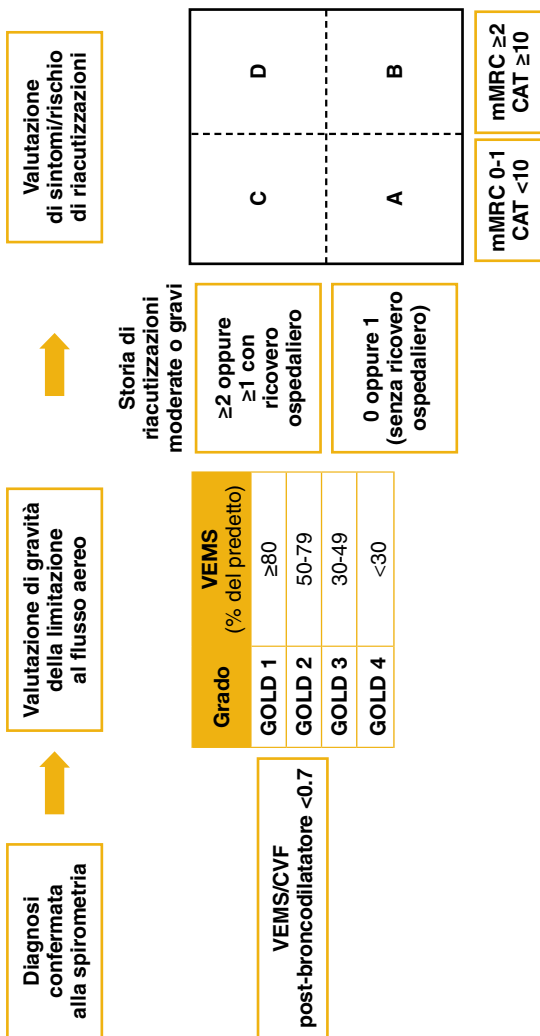 Diagnosi
confermata
alla spirometria
Valutazione di gravità
della limitazione
al flusso aereo
Valutazione
di sintomi/rischio
di riacutizzazioni
VEMS/CVF
post-broncodilatatore <0.7
Grado VEMS
(% del predetto)
GOLD 1 ≥80
GOLD 2 50-79
GOLD 3 30-49
GOLD 4 <30
Storia di
riacutizzazioni
moderate o gravi
≥2 oppure
≥1 con
ricovero
ospedaliero
0 oppure 1
(senza ricovero
ospedaliero)
C D
A B
mMRC 0-1
CAT <10
mMRC ≥2
CAT ≥10